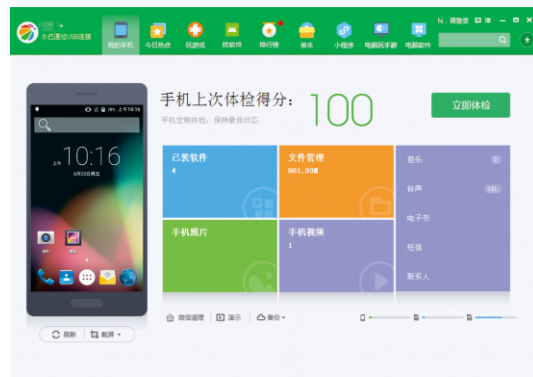 已通过USB连接
我的手机 今日热点 玩游戏 找软件 排行榜 娱乐 小程序 电脑玩手游 电脑软件
hi，请登录
手机上次体检得分： 100
手机定期体检，保持最佳状态
立即体检
10:16
已装软件
4
文件管理
961.93M
手机照片
手机视频
1
音乐
铃声
电子书
短信
联系人
微信清理 演示 备份
刷新 截屏